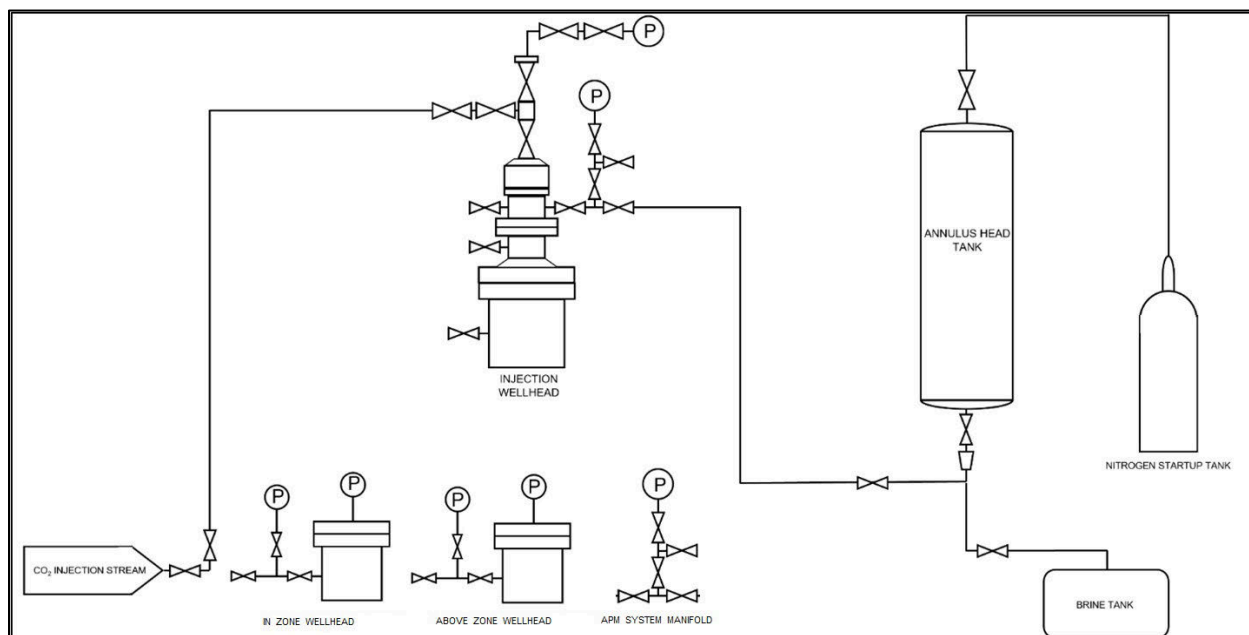 P
P
ANNULUS HEAD
TANK
INJECTION
WELLHEAD
NITROGEN STARTUP TANK
P
P
P
P
P
CO₂ INJECTION STREAM
BRINE TANK
IN ZONE WELLHEAD
ABOVE ZONE WELLHEAD
APM SYSTEM MANIFOLD